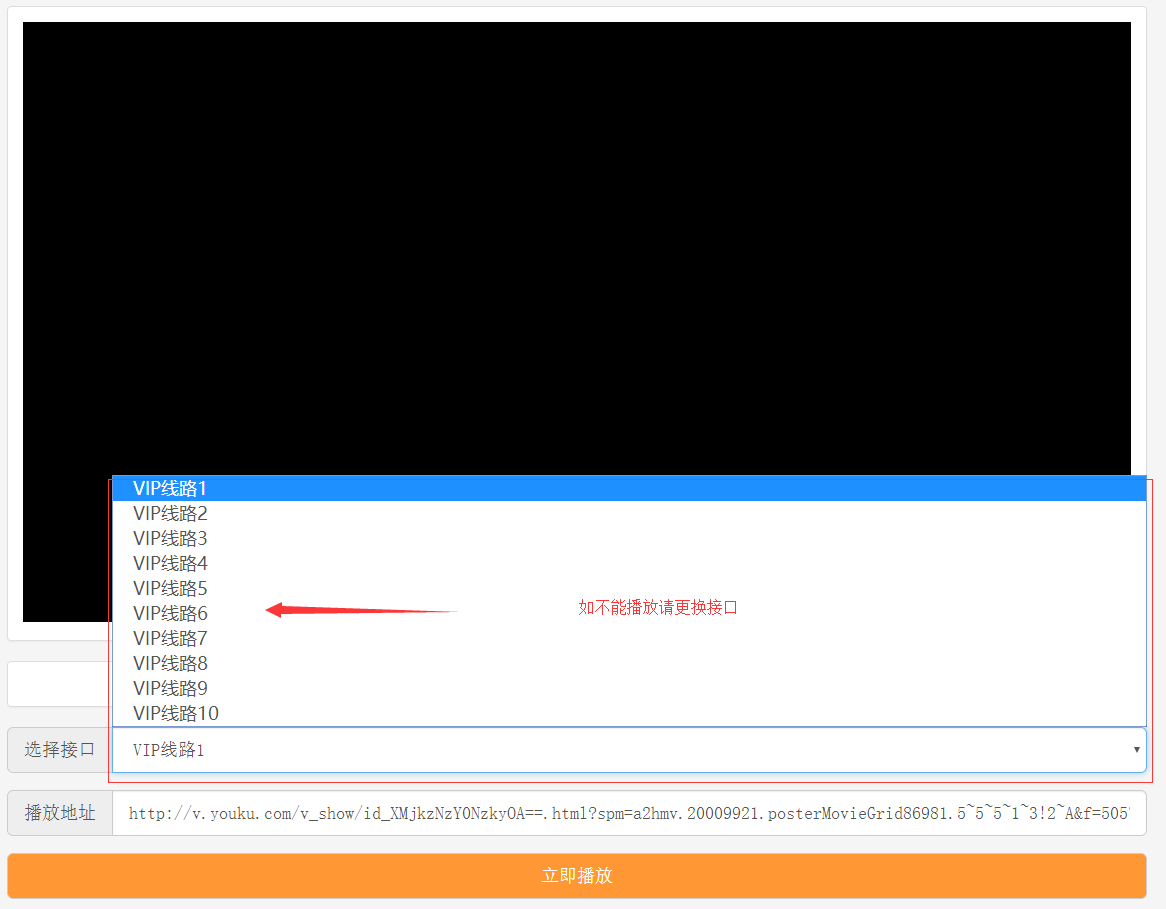 VIP线路1
VIP线路2
VIP线路3
VIP线路4
VIP线路5
VIP线路6
如不能播放请更换接口
VIP线路7
VIP线路8
VIP线路9
VIP线路10
选择接口
VIP线路1
播放地址
http://v.youku.com/v_show/id_XMjkzNzY0NzkyOA==.html?spm=a2hmv.20009921.posterMovieGrid86981.5~5~5~1~3!2~A&f=505
立即播放